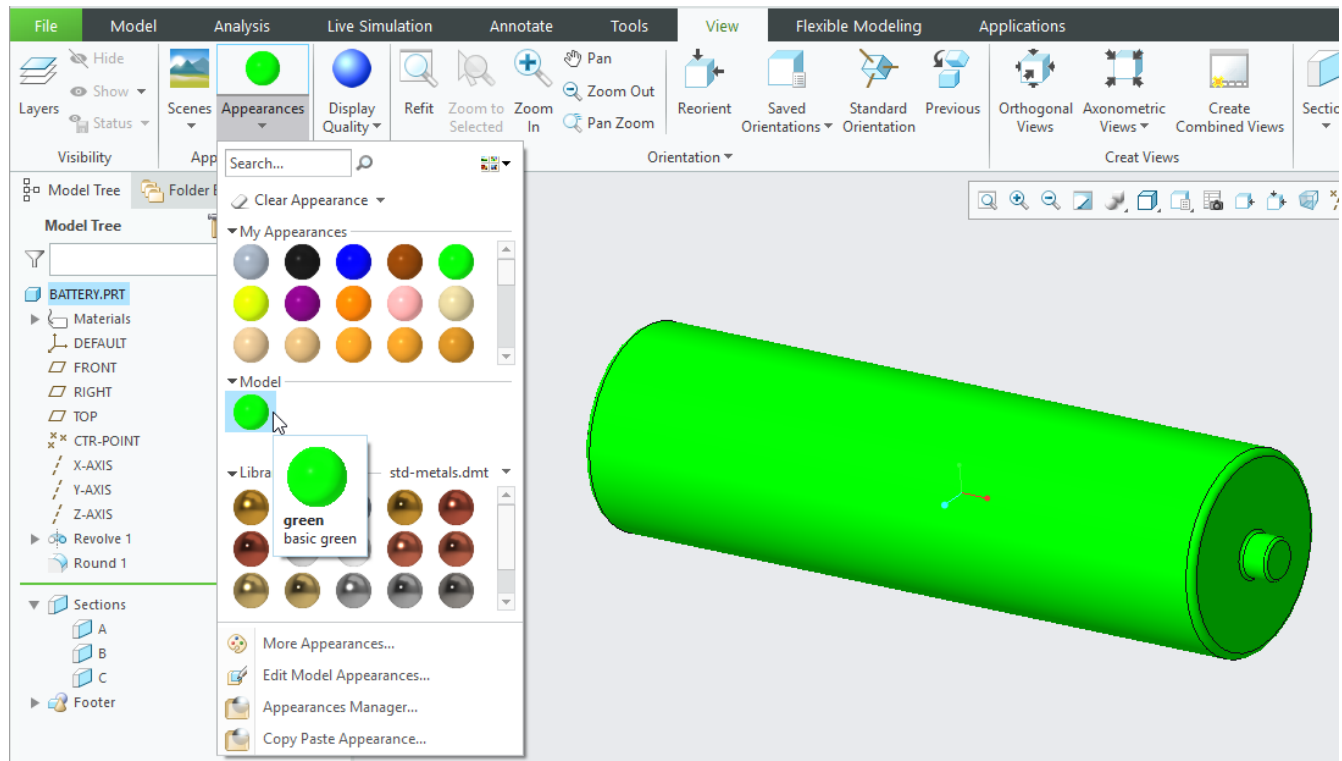 File Model Analysis Live Simulation Annotate Tools View Flexible Modeling Applications
Hide
Show
Status
Layers
Visibility
Scenes
Appearances
Display
Quality
App
Refit
Zoom to
Selected
Zoom
In
Pan
Zoom Out
Pan Zoom
Reorient
Saved
Orientations
Standard
Orientation
Previous
Orientation
Orthogonal
Views
Axonometric
Views
Create
Combined Views
Creat Views
Sectio
Search...
Clear Appearance
My Appearances
Model
green
basic green
Libra
std-metals.dmt
More Appearances...
Edit Model Appearances...
Appearances Manager...
Copy Paste Appearance...
Model Tree
Folder B
Model Tree
BATTERY.PRT
Materials
DEFAULT
FRONT
RIGHT
TOP
CTR-POINT
X-AXIS
Y-AXIS
Z-AXIS
Revolve 1
Round 1
Sections
A
B
C
Footer